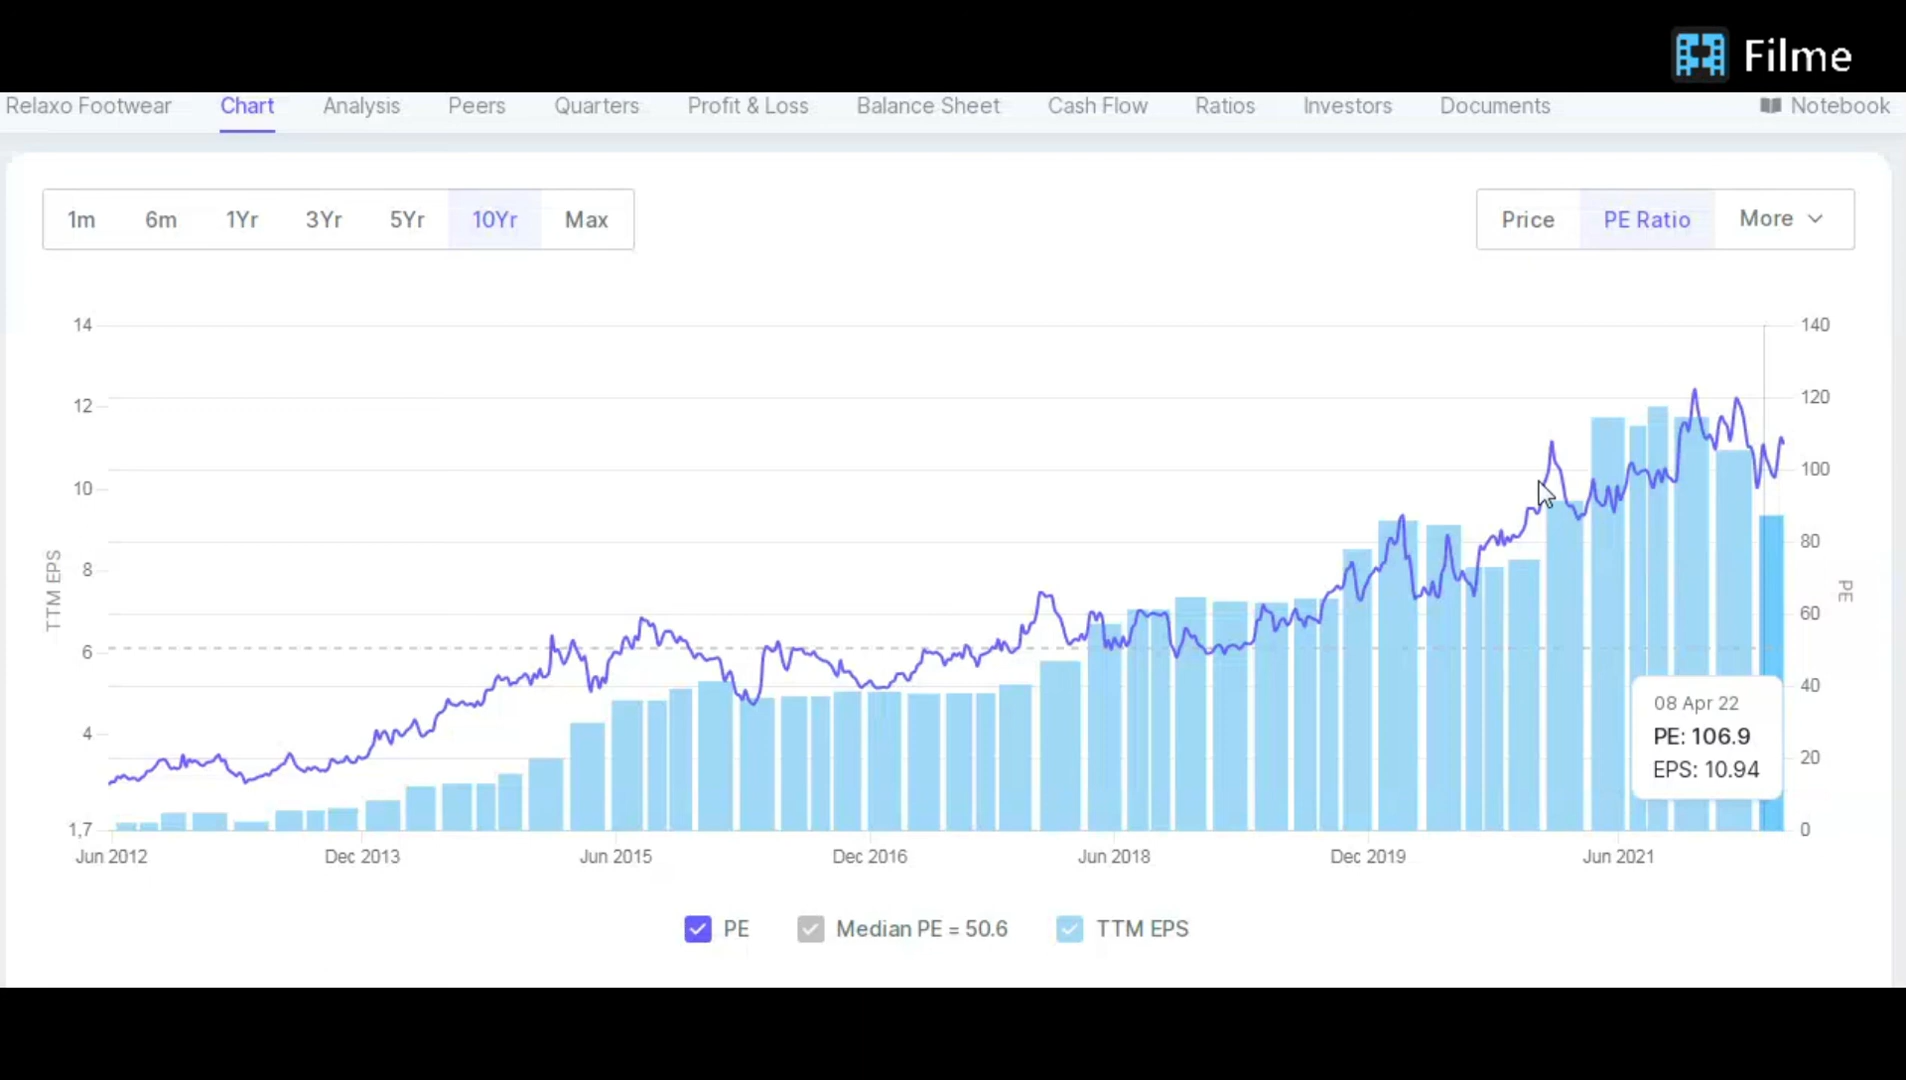 Filme
Relaxo Footwear Chart Analysis Peers Quarters Profit & Loss Balance Sheet Cash Flow Ratios Investors Documents Notebook
1m 6m 1Yr 3Yr 5Yr 10Yr Max Price PE Ratio More
14 140
12 120
10 100
8 80
6 60
4 40
20
1,7 0
TTM EPS
PE
08 Apr 22
PE: 106.9
EPS: 10.94
Jun 2012 Dec 2013 Jun 2015 Dec 2016 Jun 2018 Dec 2019 Jun 2021
PE Median PE = 50.6 TTM EPS